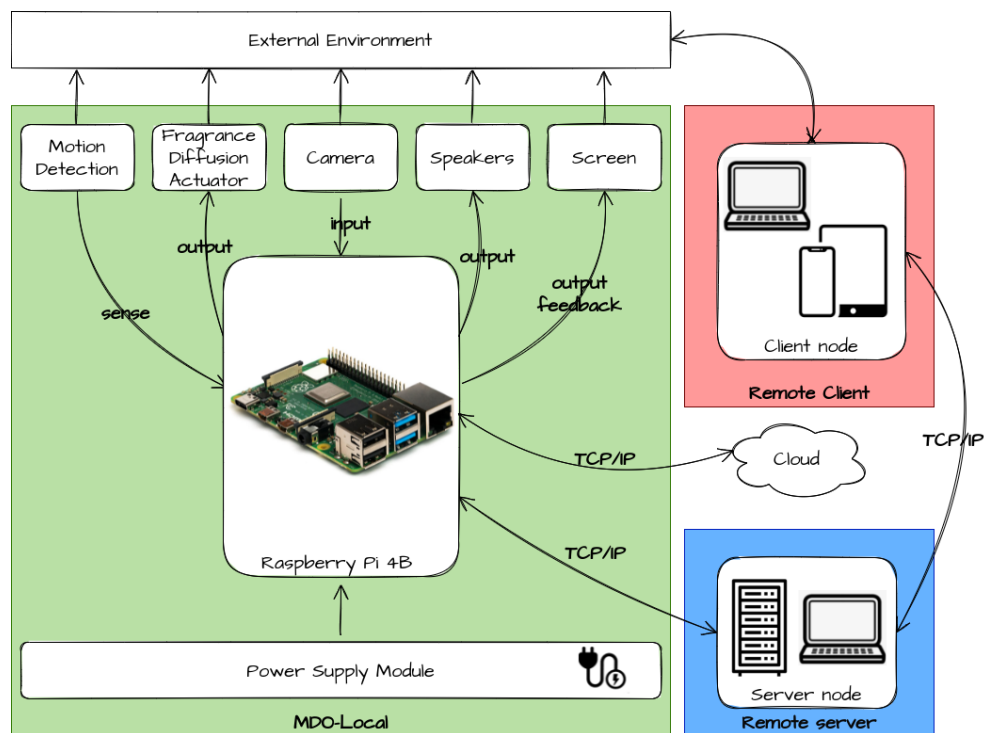 External Environment
Motion
Detection
Fragrance
Diffusion
Actuator
Camera
Speakers
Screen
input
output
output
output
feedback
sense
Client node
Remote Client
TCP/IP
Cloud
TCP/IP
TCP/IP
Raspberry Pi 4B
Power Supply Module
Server node
MDO-Local
Remote server